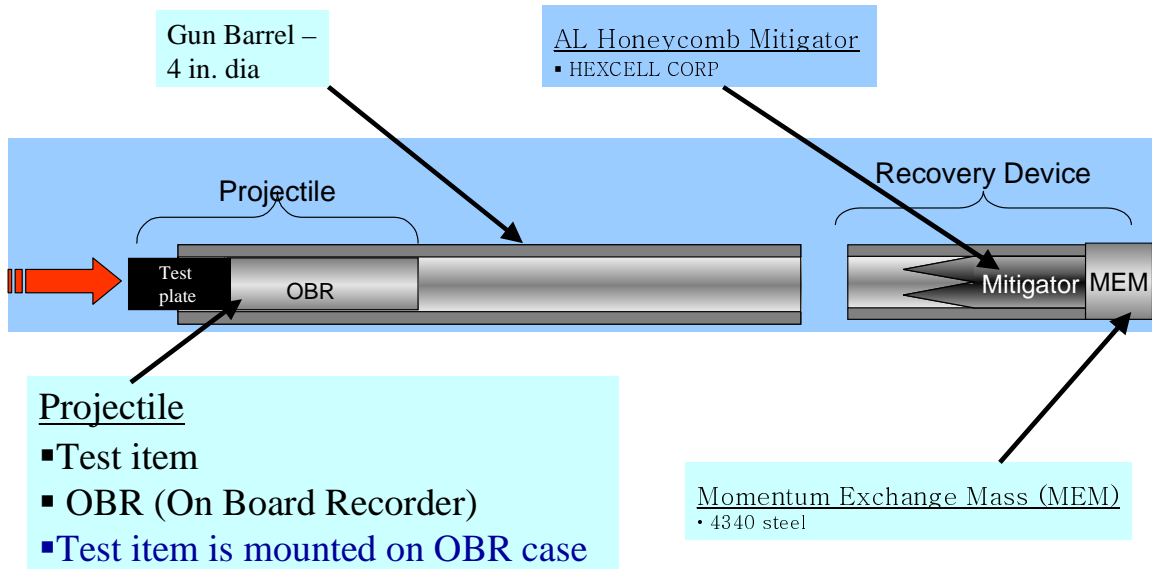 Gun Barrel –
4 in. dia
AL Honeycomb Mitigator
▪ HEXCELL CORP
Projectile
Recovery Device
Test
plate
OBR
Mitigator
MEM
Projectile
▪Test item
▪ OBR (On Board Recorder)
▪Test item is mounted on OBR case
Momentum Exchange Mass (MEM)
• 4340 steel